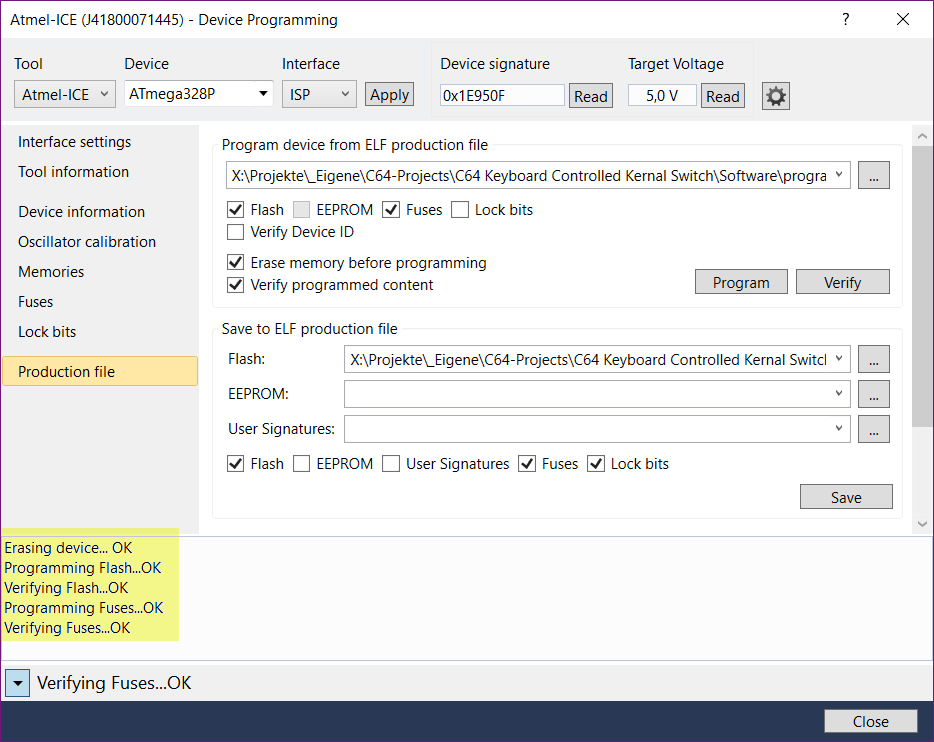 Atmel-ICE (J41800071445) - Device Programming ?
Tool Device Interface Device signature Target Voltage
Atmel-ICE ATmega328P ISP Apply 0x1E950F Read 5,0 V Read
Interface settings
Tool information
Device information
Oscillator calibration
Memories
Fuses
Lock bits
Production file
Program device from ELF production file
X:\Projekte\_Eigene\C64-Projects\C64 Keyboard Controlled Kernal Switch\Software\progra ...
Flash EEPROM Fuses Lock bits
Verify Device ID
Erase memory before programming
Verify programmed content
Program Verify
Save to ELF production file
Flash: X:\Projekte\_Eigene\C64-Projects\C64 Keyboard Controlled Kernal Switcl ...
EEPROM: ...
User Signatures: ...
Flash EEPROM User Signatures Fuses Lock bits
Save
Erasing device... OK
Programming Flash...OK
Verifying Flash...OK
Programming Fuses...OK
Verifying Fuses...OK
Verifying Fuses...OK
Close